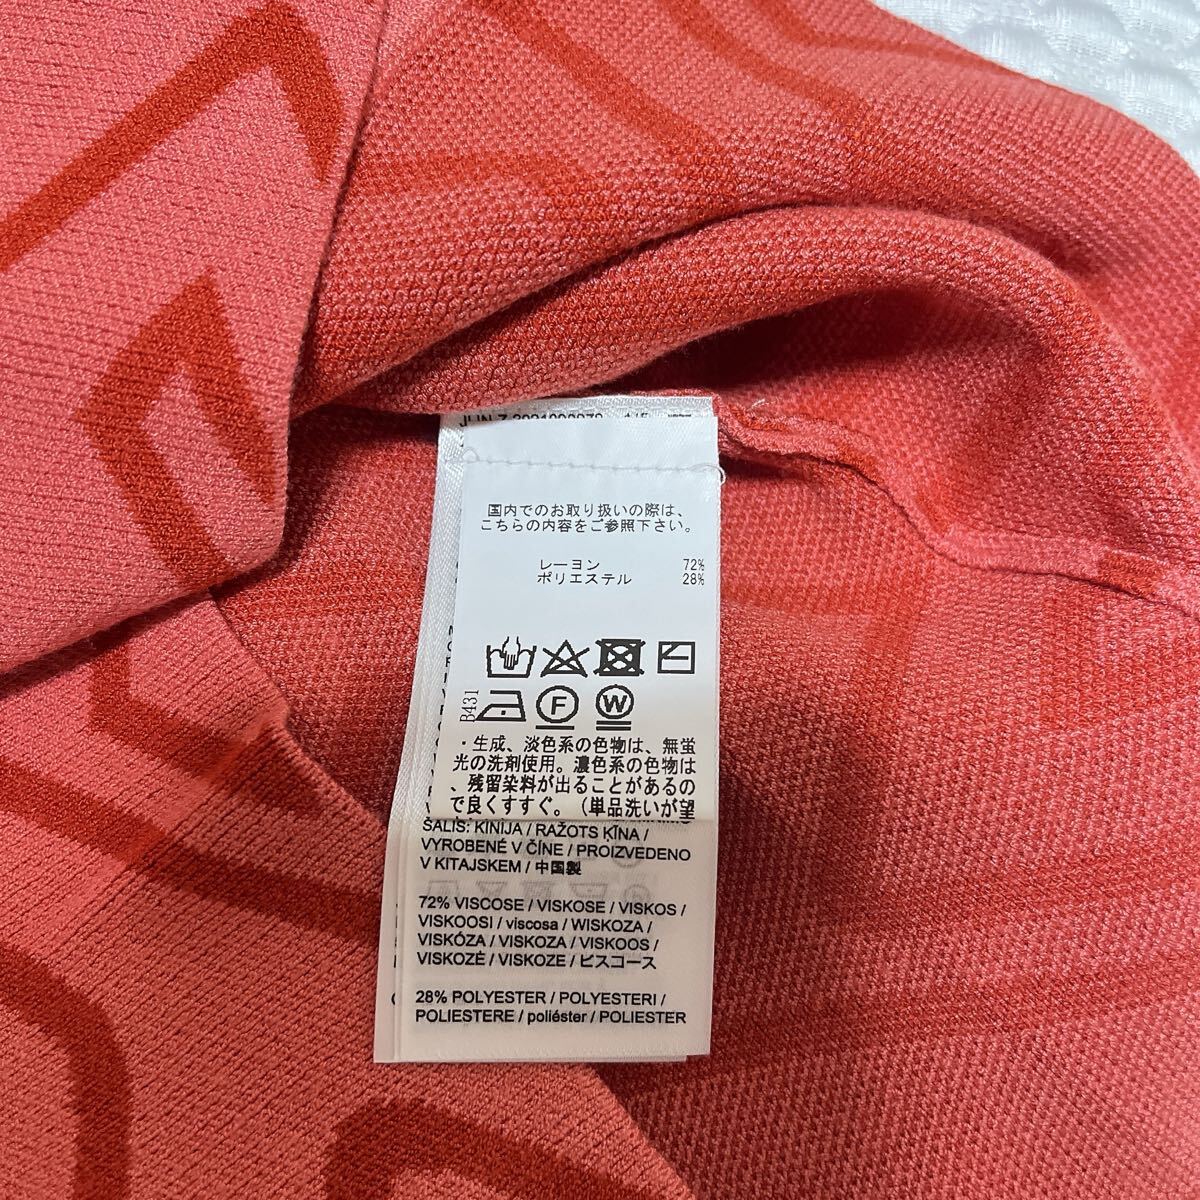 国内でのお取り扱いの際は、
こちらの内容をご参照下さい。
レーヨン 72%
ポリエステル 28%
B431
F
W
・生成、淡色系の色物は、無蛍
光の洗剤使用。濃色系の色物は
、残留染料が出ることがあるの
で良くすすぐ。(単品洗いが望
ŠALIS: KINIJA / RAŽOTS ĶĪNA /
VYROBENÉ V ČÍNE / PROIZVEDENO
V KITAJSKEM / 中国製
72% VISCOSE / VISKOSE / VISKOS /
VISKOOSI / viscosa / WISKOZA /
VISKÓZA / VISKOZA / VISKOOS /
VISKOZĖ / VISKOZE / ビスコース
28% POLYESTER / POLYESTERI /
POLIESTERE / poliéster / POLIESTER